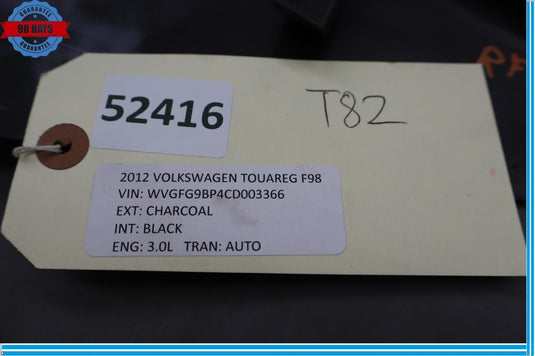 GUARANTEE
90 DAYS
GUARANTEE
52416
T82
2012 VOLKSWAGEN TOUAREG F98
VIN: WVGFG9BP4CD003366
EXT: CHARCOAL
INT: BLACK
ENG: 3.0L TRAN: AUTO